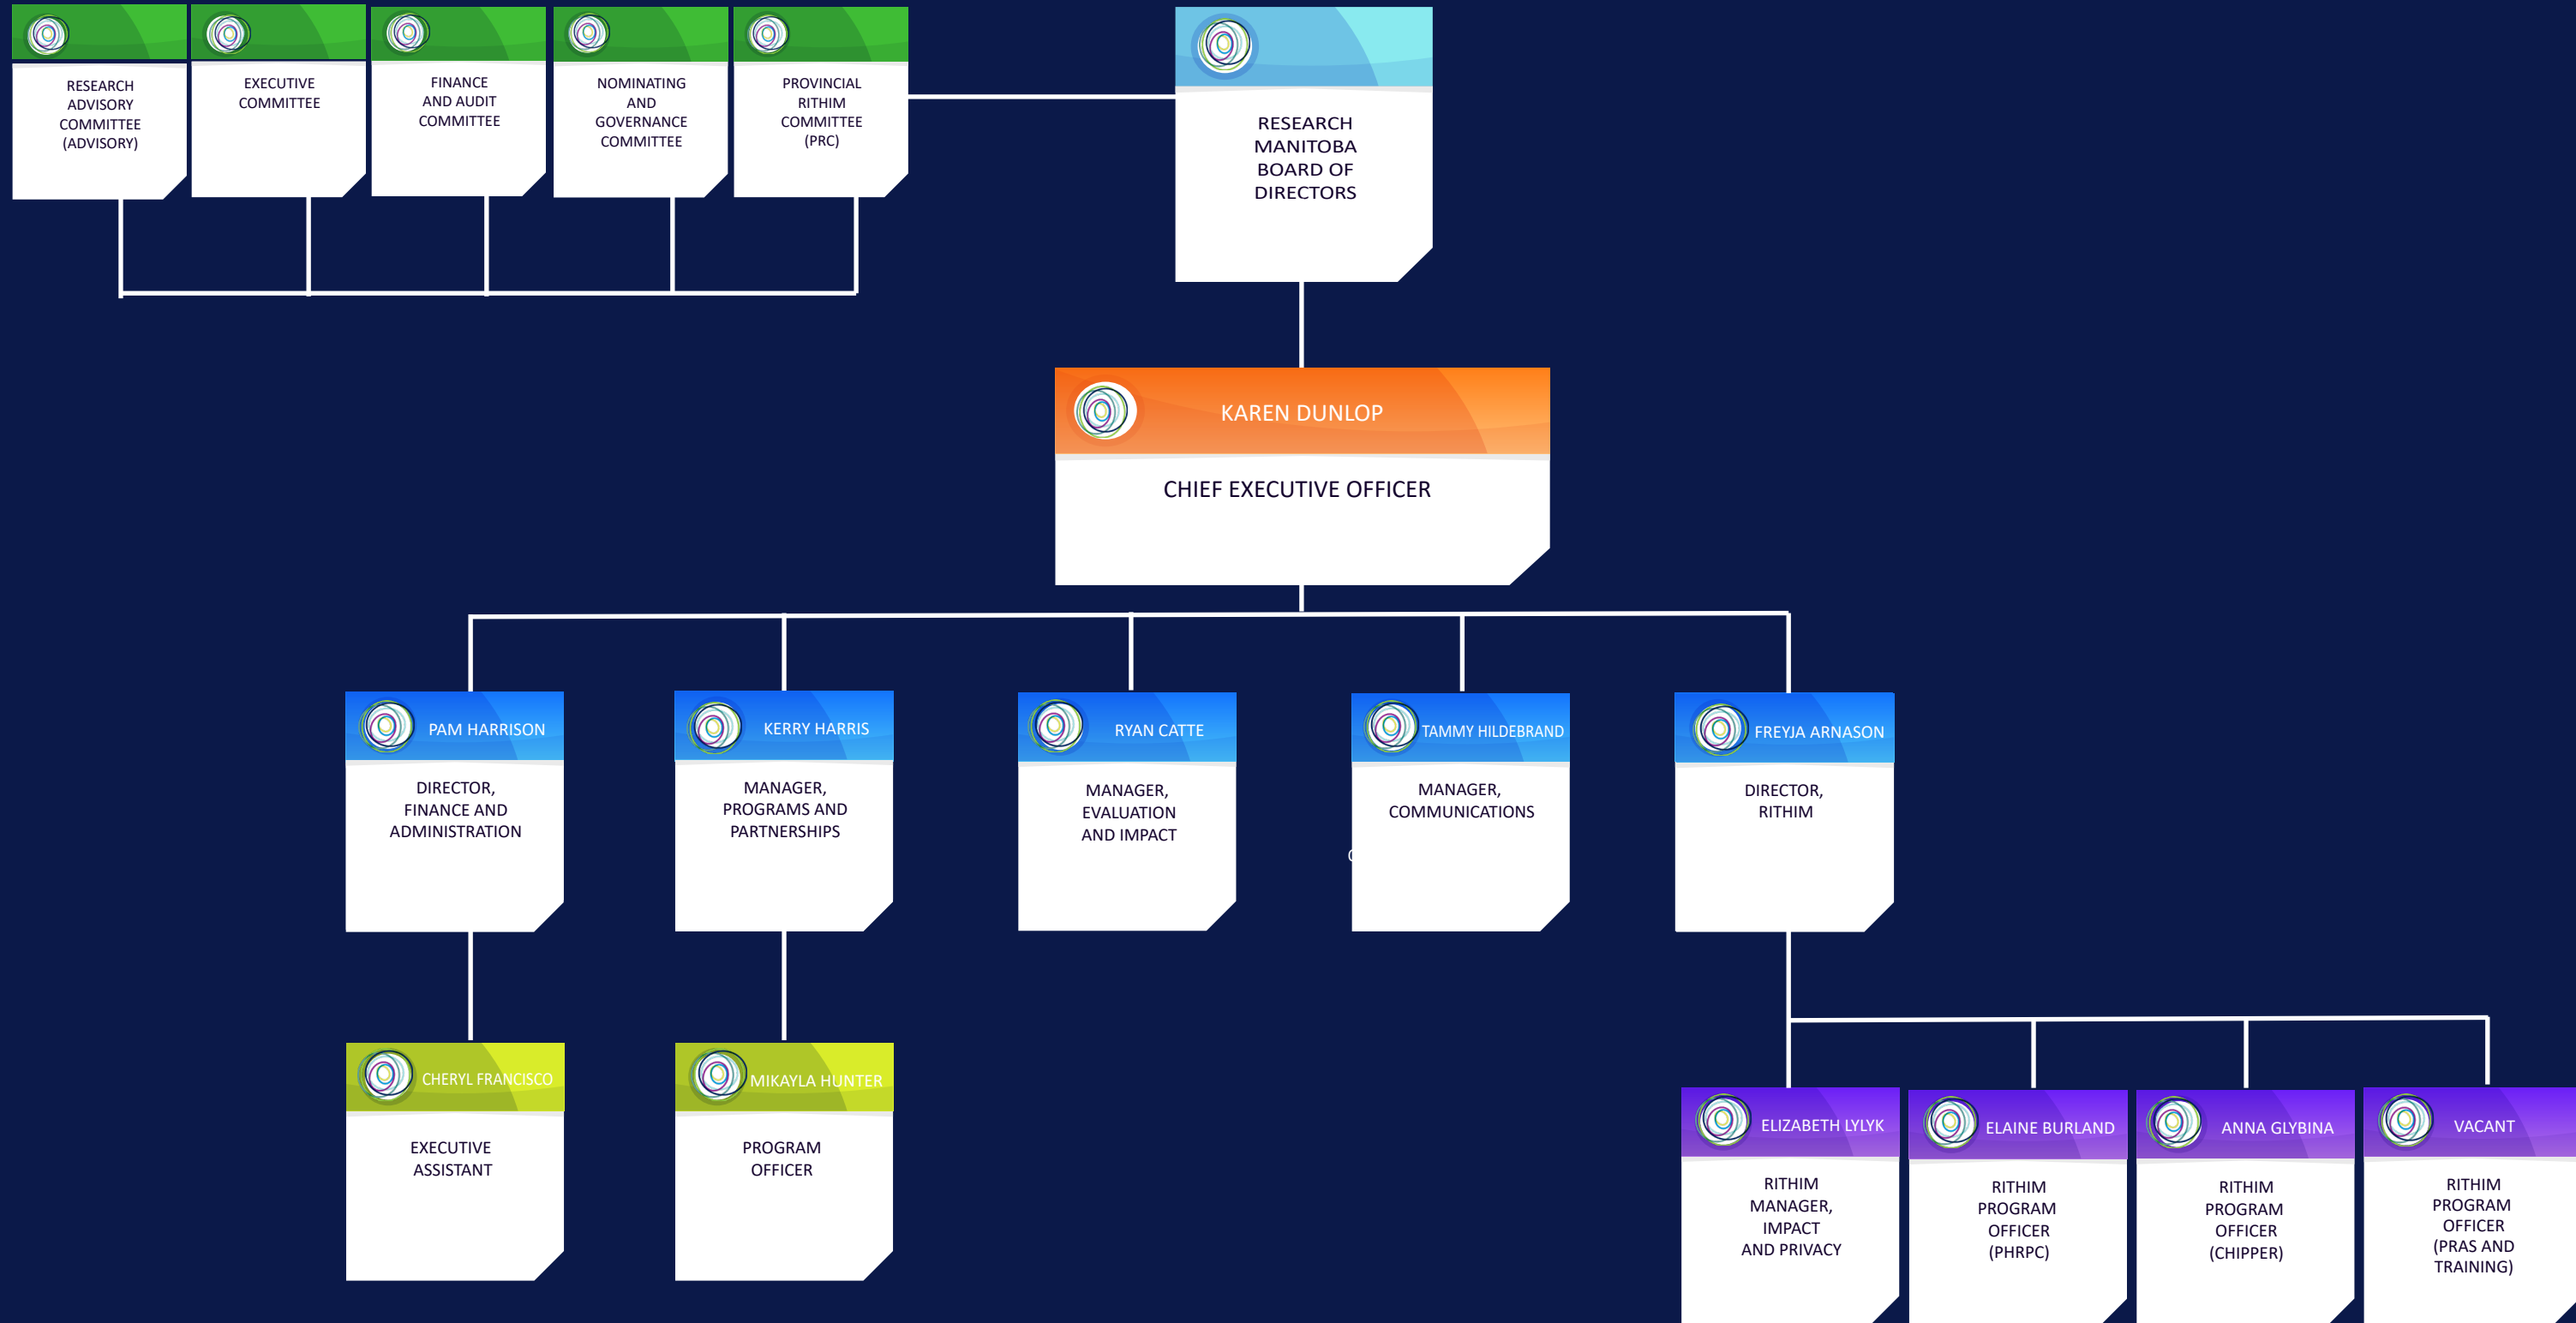 RESEARCH
ADVISORY
COMMITTEE
(ADVISORY)
EXECUTIVE
COMMITTEE
FINANCE
AND AUDIT
COMMITTEE
NOMINATING
AND
GOVERNANCE
COMMITTEE
PROVINCIAL
RITHIM
COMMITTEE
(PRC)
RESEARCH
MANITOBA
BOARD OF
DIRECTORS
KAREN DUNLOP
CHIEF EXECUTIVE OFFICER
PAM HARRISON
DIRECTOR,
FINANCE AND
ADMINISTRATION
KERRY HARRIS
MANAGER,
PROGRAMS AND
PARTNERSHIPS
RYAN CATTE
MANAGER,
EVALUATION
AND IMPACT
TAMMY HILDEBRAND
MANAGER,
COMMUNICATIONS
FREYJA ARNASON
DIRECTOR,
RITHIM
CHERYL FRANCISCO
EXECUTIVE
ASSISTANT
MIKAYLA HUNTER
PROGRAM
OFFICER
ELIZABETH LYLYK
RITHIM
MANAGER,
IMPACT
AND PRIVACY
ELAINE BURLAND
RITHIM
PROGRAM
OFFICER
(PHRPC)
ANNA GLYBINA
RITHIM
PROGRAM
OFFICER
(CHIPPER)
VACANT
RITHIM
PROGRAM
OFFICER
(PRAS AND
TRAINING)